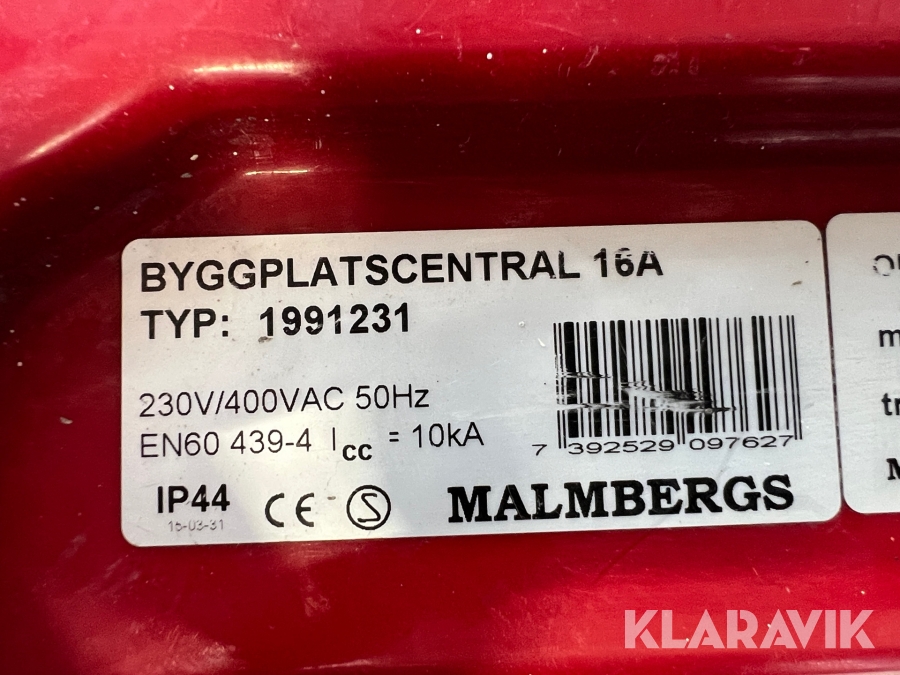 BYGGPLATSCENTRAL 16A
TYP: 1991231
230V/400VAC 50Hz
EN60 439-4 Icc = 10kA
7 392529 097627
IP44
15-03-31
CE S
MALMBERGS
KLARAVIK